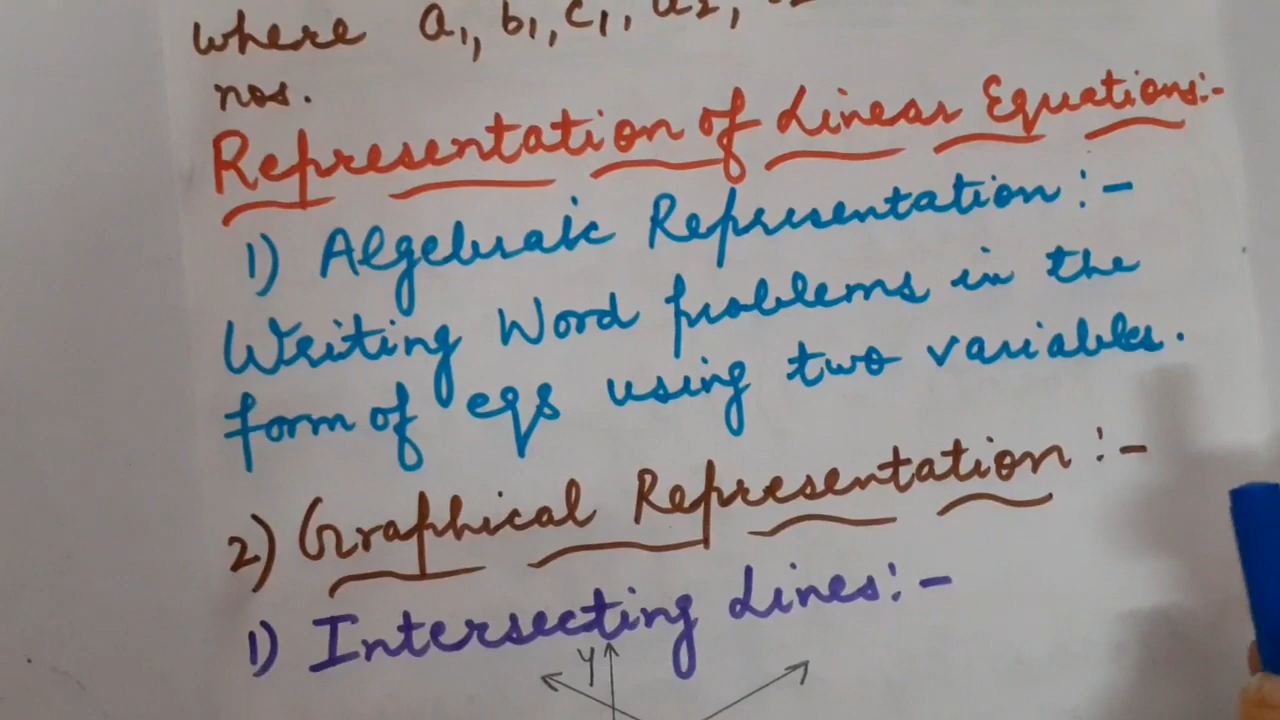 where a₁, b₁, c₁, a₂,
nos.
Representation of Linear Equations:-
1) Algebraic Representation:-
Writing Word problems in the
form of eqs using two variables.
2) Graphical Representation:-
1) Intersecting Lines:-
Y